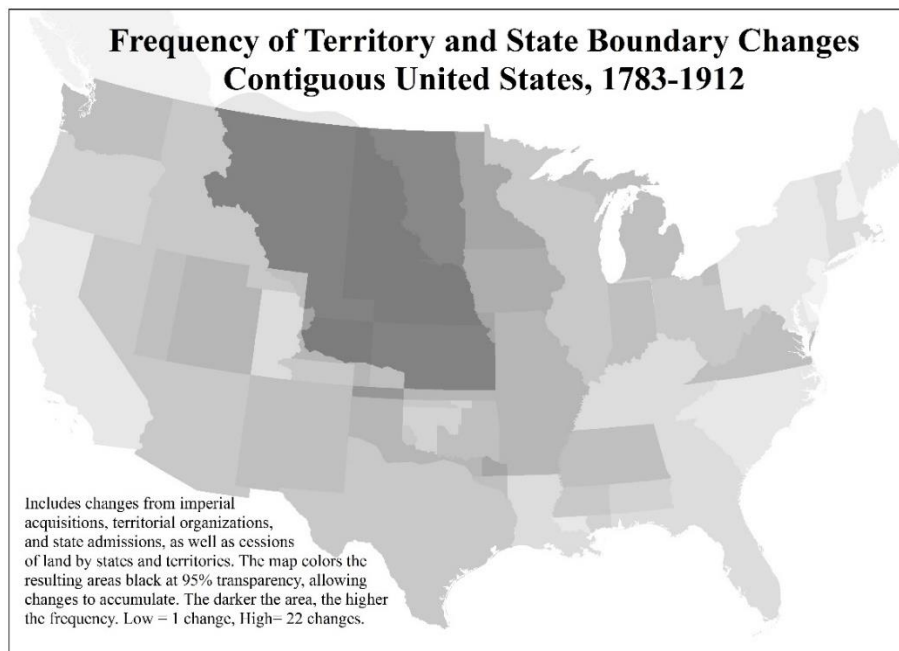 Frequency of Territory and State Boundary Changes
Contiguous United States, 1783-1912
Includes changes from imperial
acquisitions, territorial organizations,
and state admissions, as well as cessions
of land by states and territories. The map colors the
resulting areas black at 95% transparency, allowing
changes to accumulate. The darker the area, the higher
the frequency. Low = 1 change, High= 22 changes.